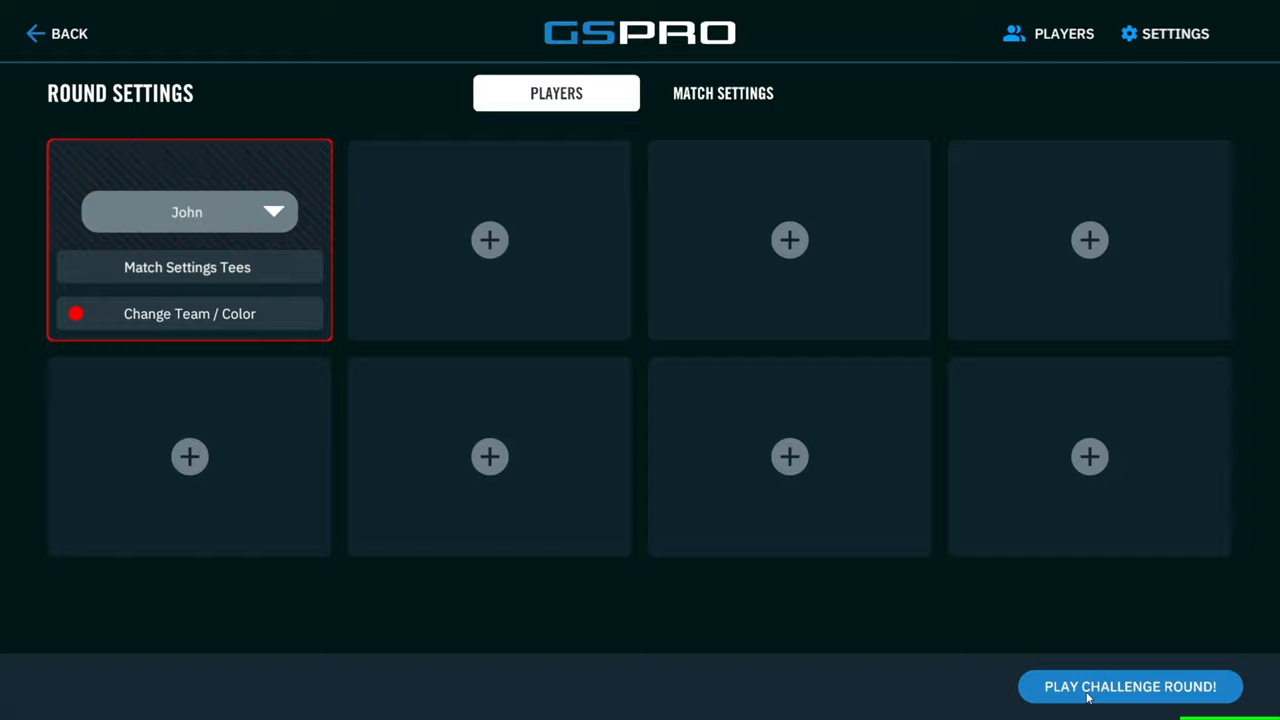 BACK
GSPRO
PLAYERS
SETTINGS
ROUND SETTINGS
PLAYERS
MATCH SETTINGS
John
Match Settings Tees
Change Team / Color
PLAY CHALLENGE ROUND!